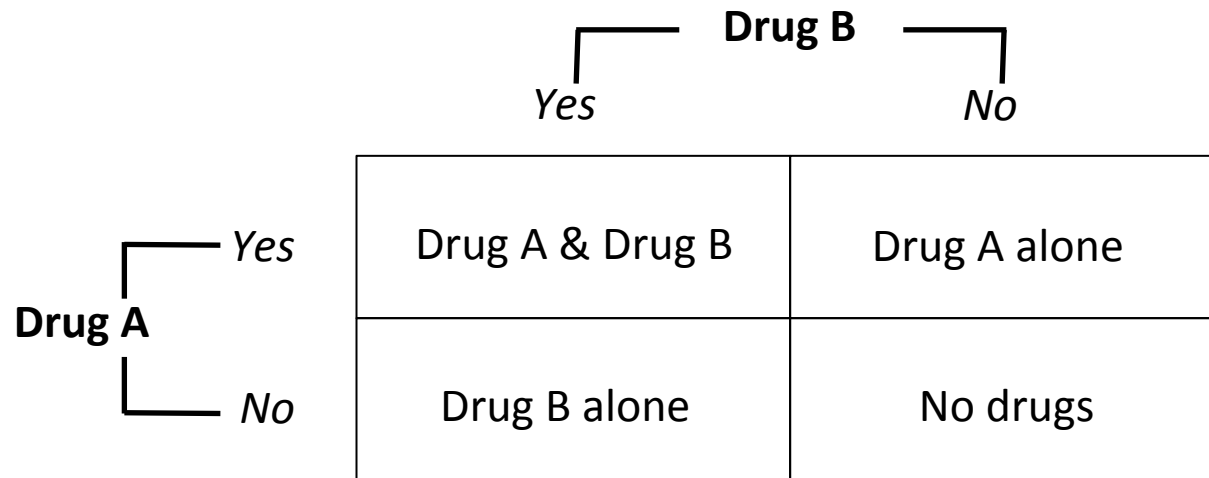 Drug B
Yes No
Yes Drug A & Drug B Drug A alone
Drug A
No Drug B alone No drugs